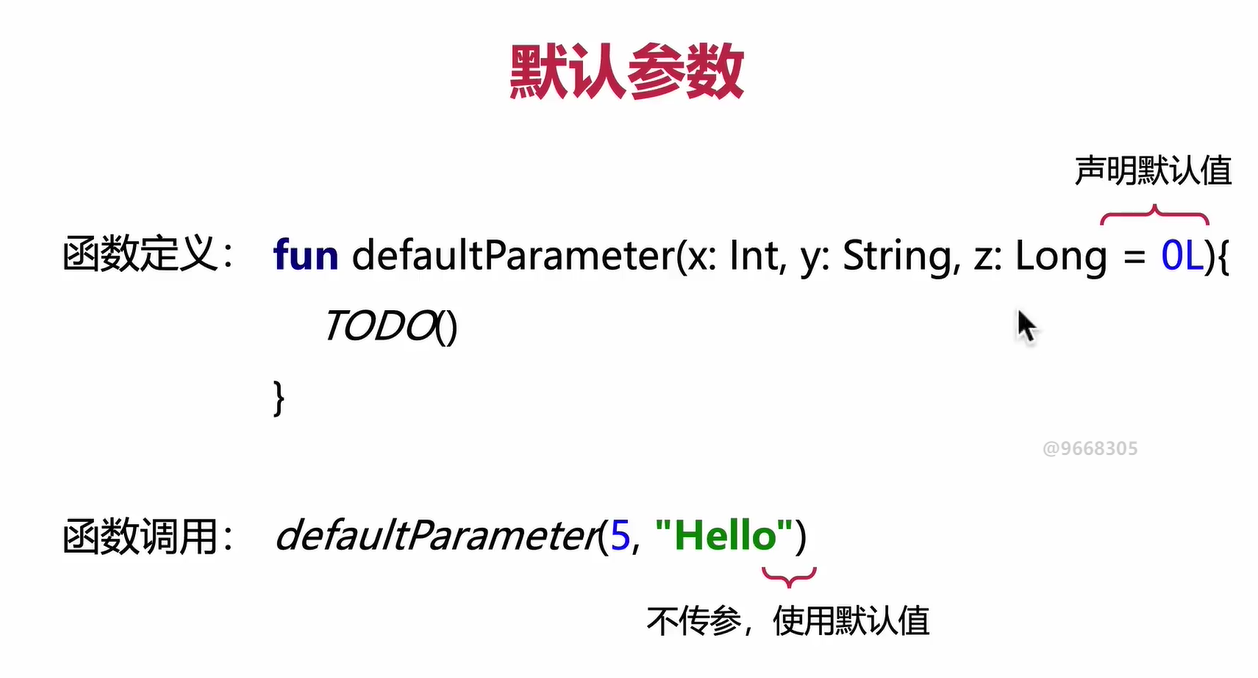 默认参数
声明默认值
函数定义： fun defaultParameter(x: Int, y: String, z: Long = 0L){
TODO()
}
@9668305
函数调用： defaultParameter(5, "Hello")
不传参，使用默认值